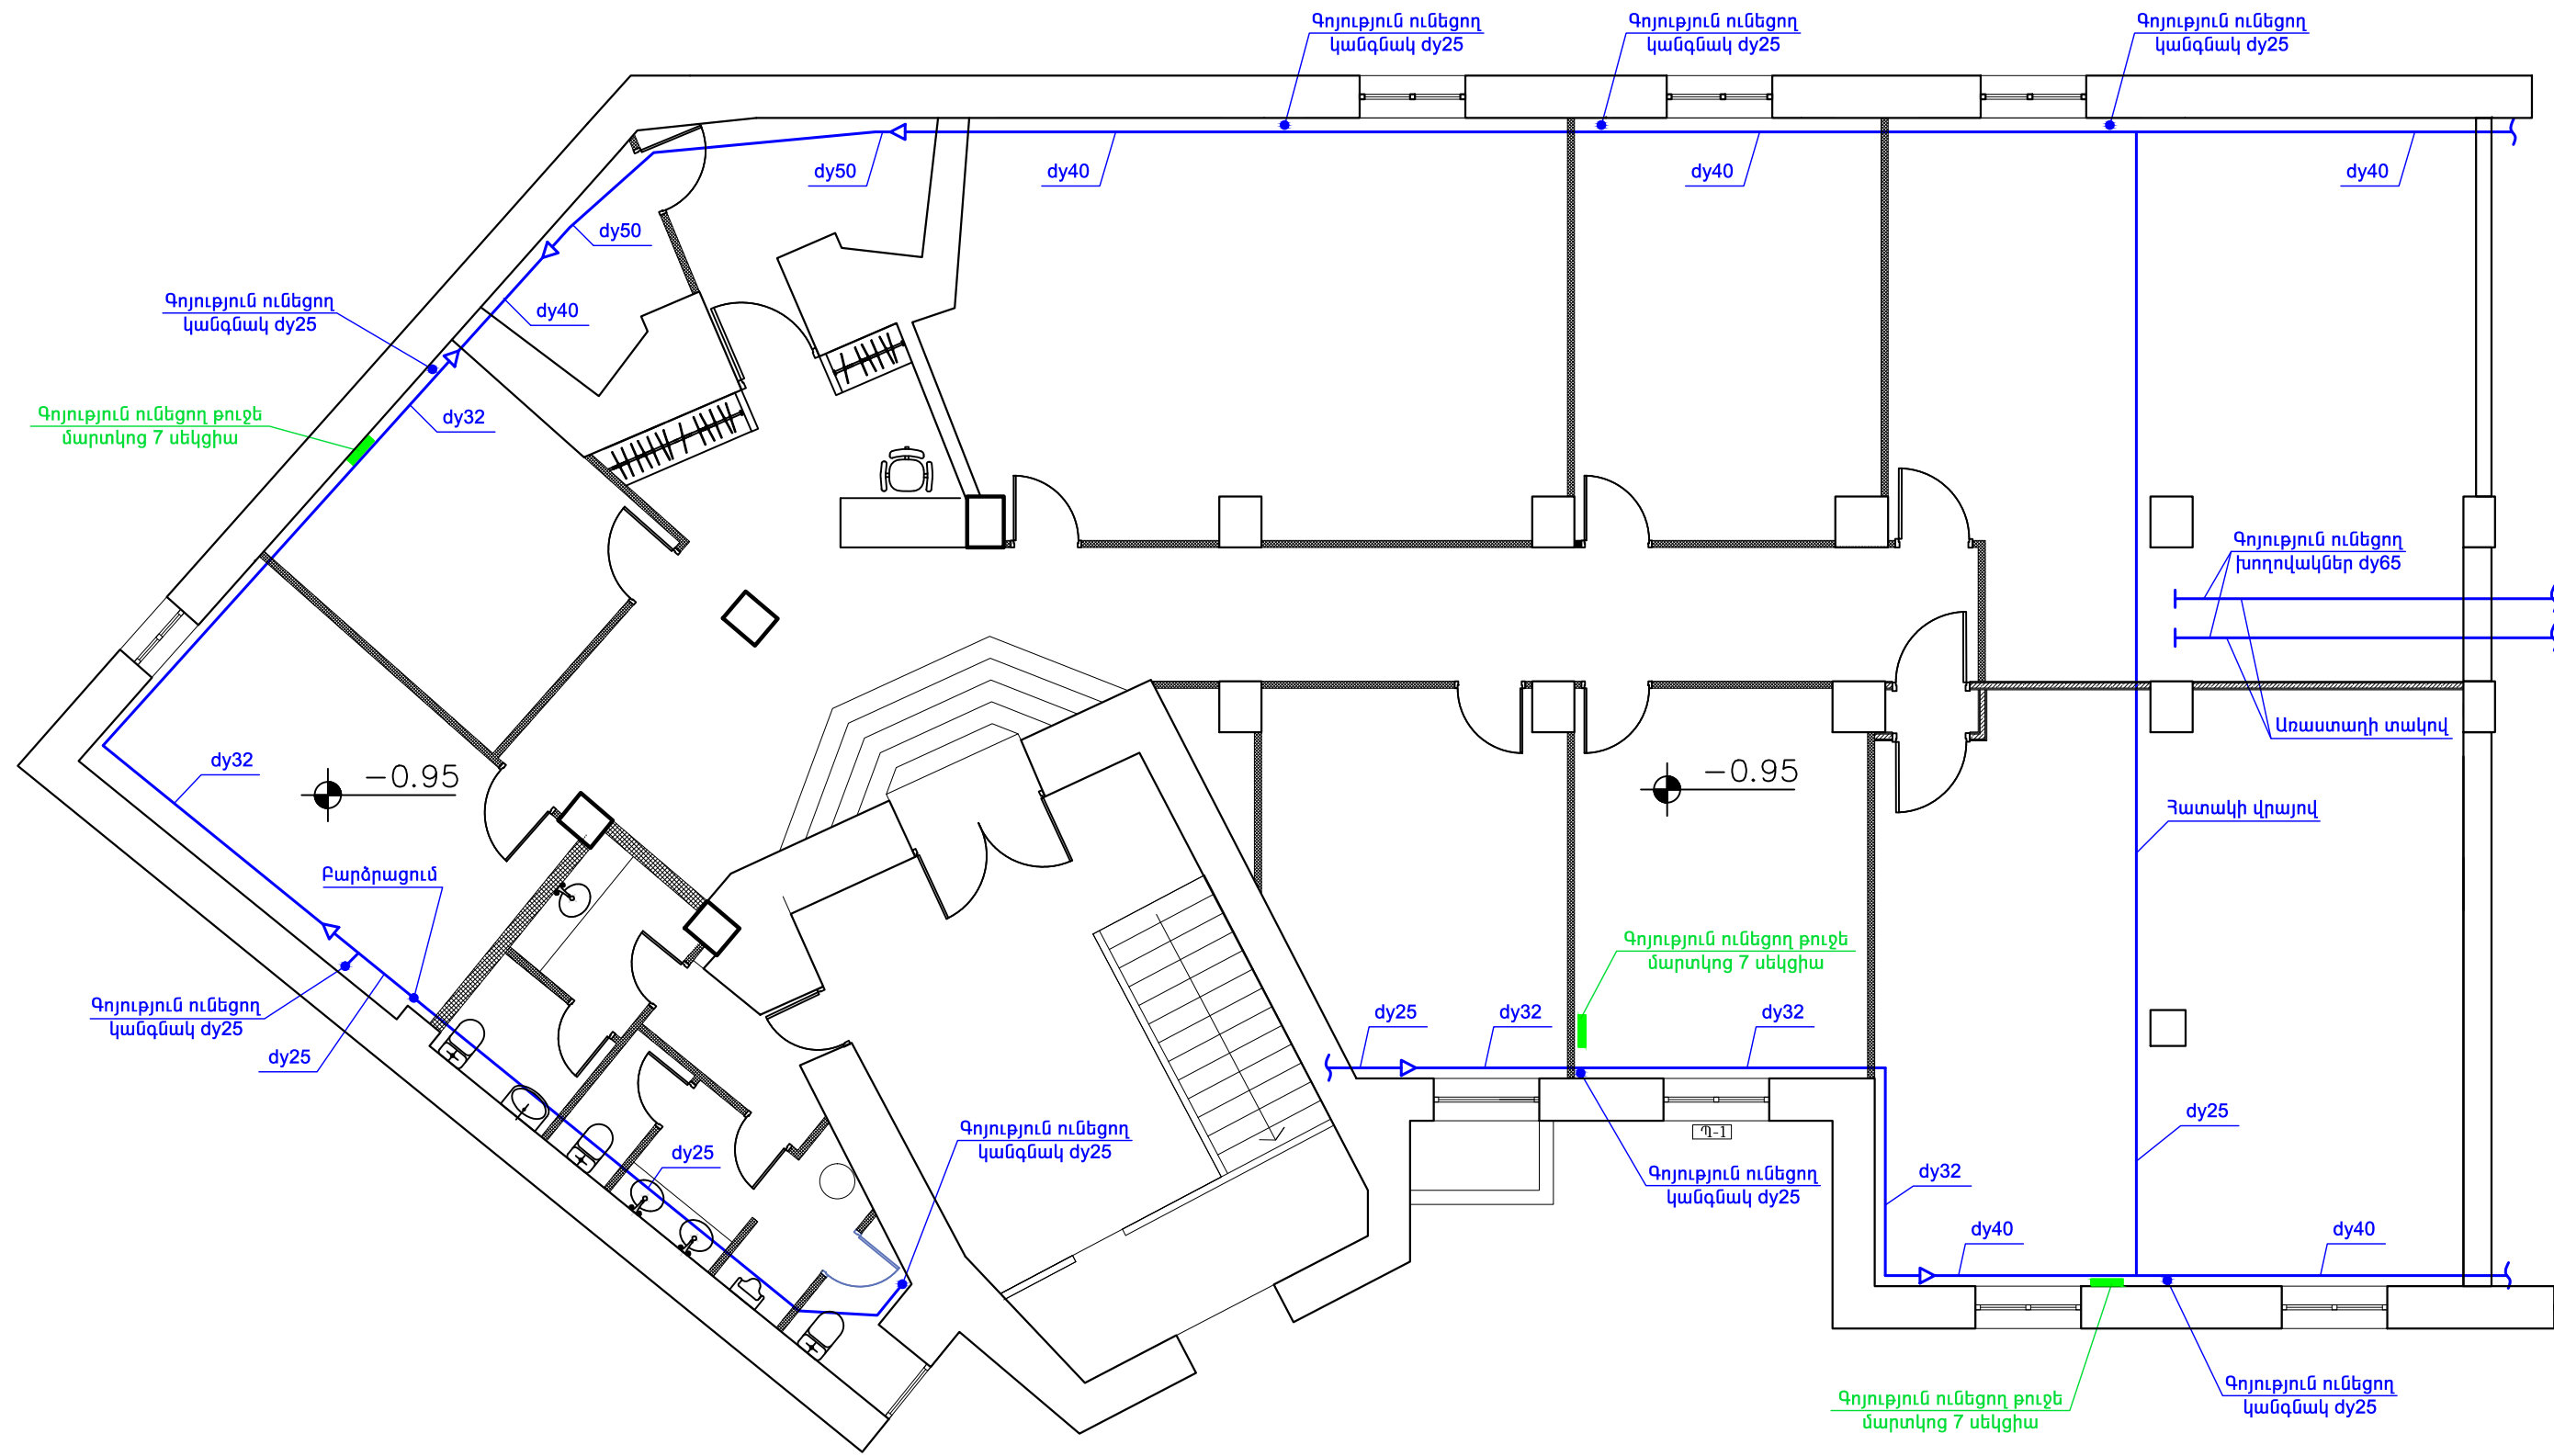 Գոյություն ունեցող
կանգնակ dy25
Գոյություն ունեցող
կանգնակ dy25
Գոյություն ունեցող
կանգնակ dy25
dy50
dy40
dy40
dy40
dy50
Գոյություն ունեցող
կանգնակ dy25
dy40
Գոյություն ունեցող թուջե
մարտկոց 7 սեկցիա
dy32
Գոյություն ունեցող
խողովակներ dy65
Առաստաղի տակով
dy32
-0.95
-0.95
Հատակի վրայով
Բարձրացում
Գոյություն ունեցող թուջե
մարտկոց 7 սեկցիա
Գոյություն ունեցող
կանգնակ dy25
dy25
dy25
dy32
dy32
dy25
Գոյություն ունեցող
կանգնակ dy25
Պ-1
dy25
Գոյություն ունեցող
կանգնակ dy25
dy32
dy40
dy40
Գոյություն ունեցող թուջե
մարտկոց 7 սեկցիա
Գոյություն ունեցող
կանգնակ dy25